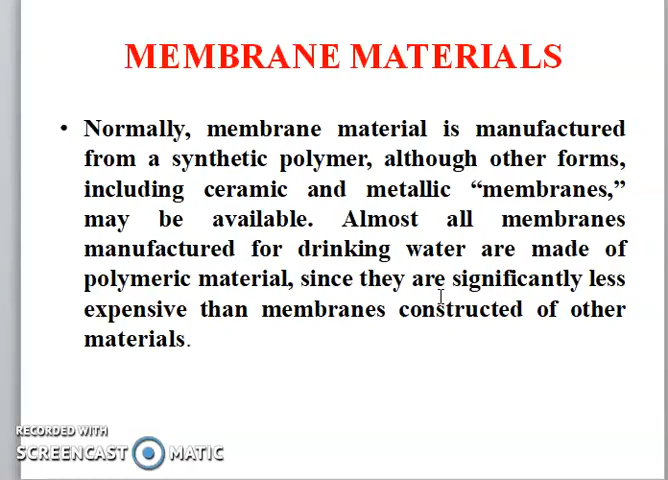 MEMBRANE MATERIALS
• Normally, membrane material is manufactured
from a synthetic polymer, although other forms,
including ceramic and metallic “membranes,”
may be available. Almost all membranes
manufactured for drinking water are made of
polymeric material, since they are significantly less
expensive than membranes constructed of other
materials.
RECORDED WITH
SCREENCAST MATIC